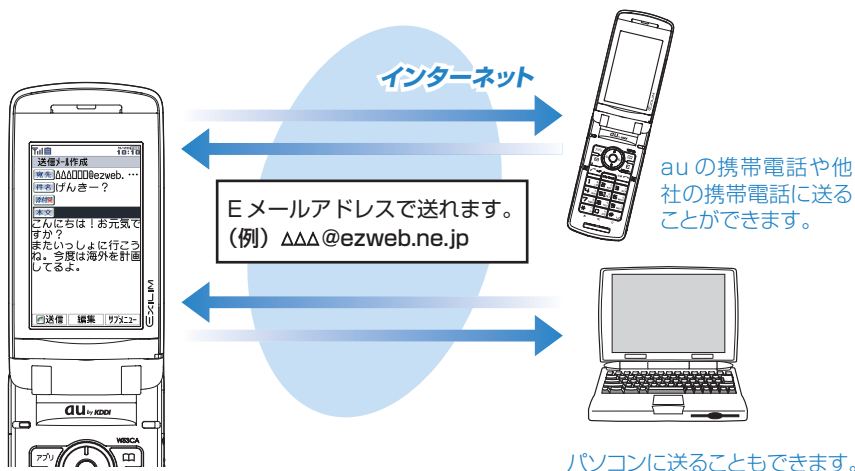 インターネット
10:10
送信ﾒｰﾙ作成
宛先 △△△□□□@ezweb. …
件名 げんきー？
添付
本文
こんにちは！お元気で
すか？
またいっしょに行こう
ね。今度は海外を計画
してるよ。
送信 編集 ｻﾌﾞﾒﾆｭｰ
EXILIM
au by KDDI
W53CA
アプリ
Eメールアドレスで送れます。
（例）△△△@ezweb.ne.jp
au
EXILIM
au の携帯電話や他
社の携帯電話に送る
ことができます。
パソコンに送ることもできます。